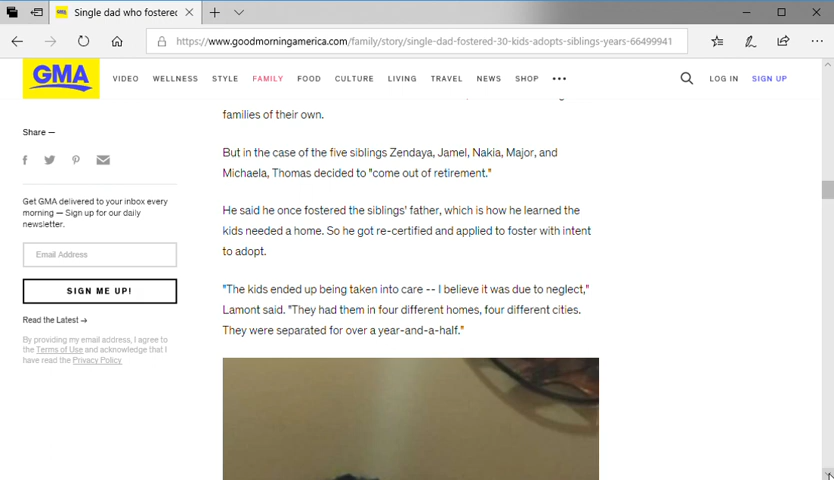 Single dad who fostered
https://www.goodmorningamerica.com/family/story/single-dad-fostered-30-kids-adopts-siblings-years-66499941
GMA
VIDEO WELLNESS STYLE FAMILY FOOD CULTURE LIVING TRAVEL NEWS SHOP ••• LOG IN SIGN UP
families of their own.
Share —
But in the case of the five siblings Zendaya, Jamel, Nakia, Major, and
Michaela, Thomas decided to "come out of retirement."
Get GMA delivered to your inbox every
morning — Sign up for our daily
newsletter.
Email Address
SIGN ME UP!
Read the Latest →
By providing my email address, I agree to
the Terms of Use and acknowledge that I
have read the Privacy Policy
He said he once fostered the siblings' father, which is how he learned the
kids needed a home. So he got re-certified and applied to foster with intent
to adopt.
"The kids ended up being taken into care -- I believe it was due to neglect,"
Lamont said. "They had them in four different homes, four different cities.
They were separated for over a year-and-a-half."